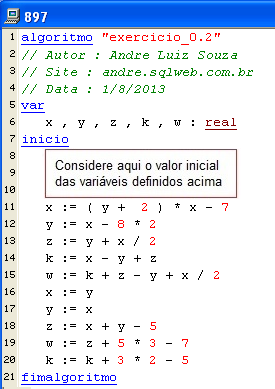 897
1 algoritmo "exercicio_0.2"
2 // Autor : Andre Luiz Souza
3 // Site : andre.sqlweb.com.br
4 // Data : 1/8/2013
5 var
6 x , y , z , k , w : real
7 inicio
8
Considere aqui o valor inicial
das variáveis definidos acima
11 x := ( y + 2 ) * x - 7
12 y := x - 8 * 2
13 z := y + x / 2
14 k := x - y + z
15 w := k + z - y + x / 2
16 x := y
17 y := x
18 z := x + y - 5
19 w := z + 5 * 3 - 7
20 k := k + 3 * 2 - 5
21 fimalgoritmo